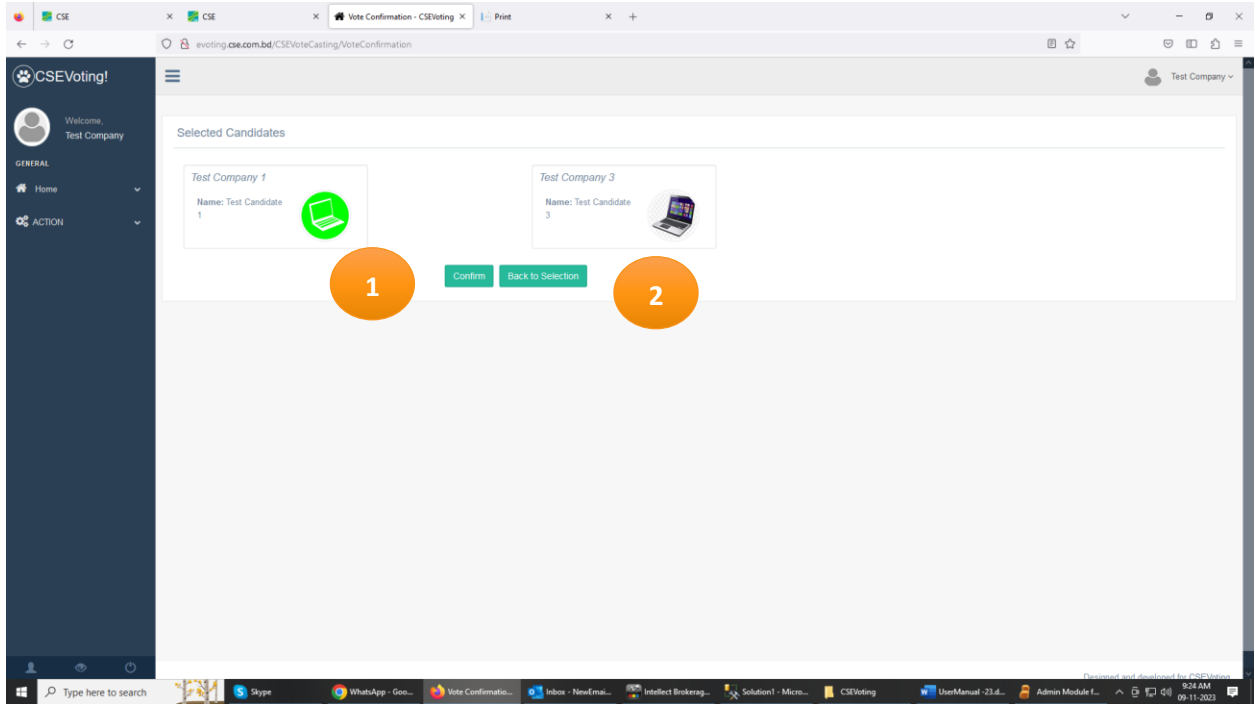 CSE
CSE
Vote Confirmation - CSEVoting
Print
evoting.cse.com.bd/CSEVoteCasting/VoteConfirmation
CSEVoting!
Test Company
Welcome,
Test Company
GENERAL
Home
ACTION
Selected Candidates
Test Company 1
Name: Test Candidate
1
Test Company 3
Name: Test Candidate
3
1
Confirm
Back to Selection
2
Designed and developed for CSEVoting
Type here to search
Skype
WhatsApp - Goo...
Vote Confirmatio...
Inbox - NewEmai...
Intellect Brokerag...
Solution1 - Micro...
CSEVoting
UserManual -23.d...
Admin Module f...
9:24 AM
09-11-2023